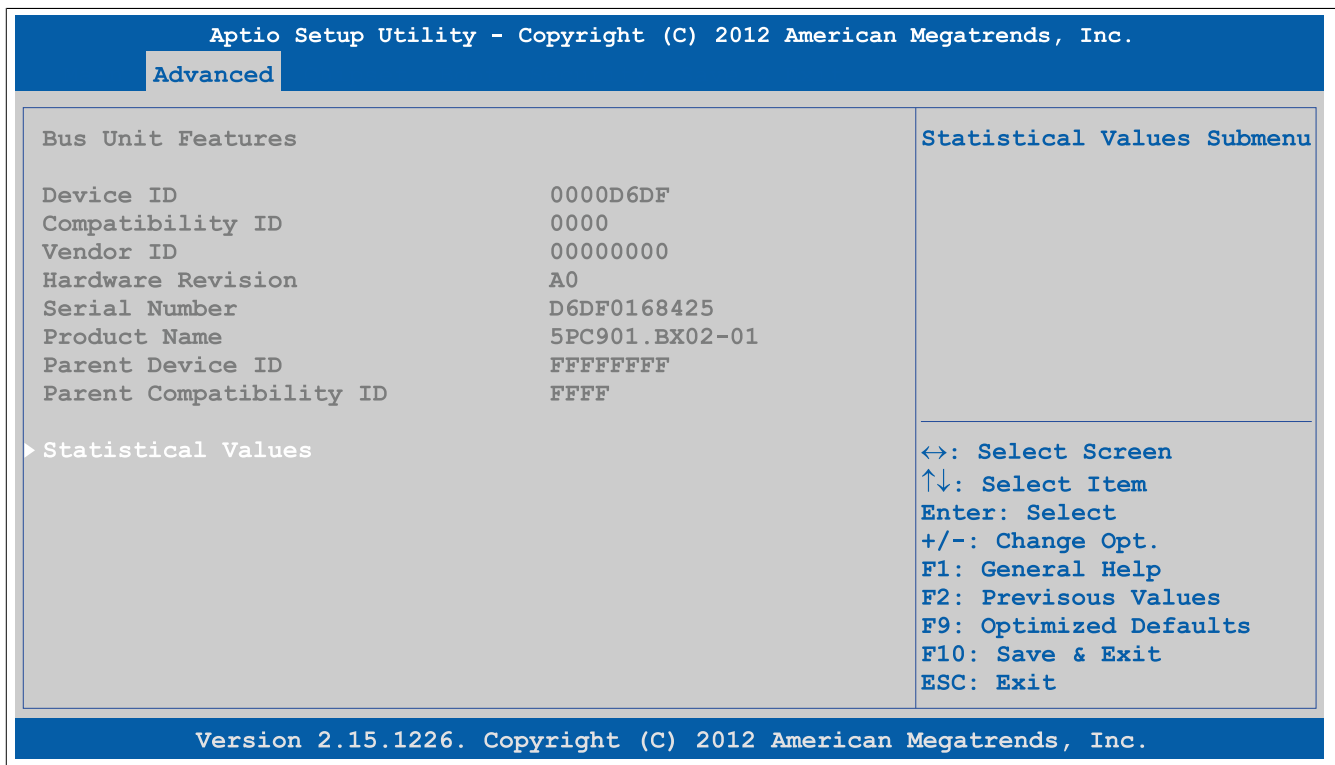 Aptio Setup Utility - Copyright (C) 2012 American Megatrends, Inc.
Advanced
Bus Unit Features
Device ID 0000D6DF
Compatibility ID 0000
Vendor ID 00000000
Hardware Revision A0
Serial Number D6DF0168425
Product Name 5PC901.BX02-01
Parent Device ID FFFFFFFF
Parent Compatibility ID FFFF
Statistical Values
Statistical Values Submenu
↔: Select Screen
↑↓: Select Item
Enter: Select
+/-: Change Opt.
F1: General Help
F2: Previsous Values
F9: Optimized Defaults
F10: Save & Exit
ESC: Exit
Version 2.15.1226. Copyright (C) 2012 American Megatrends, Inc.